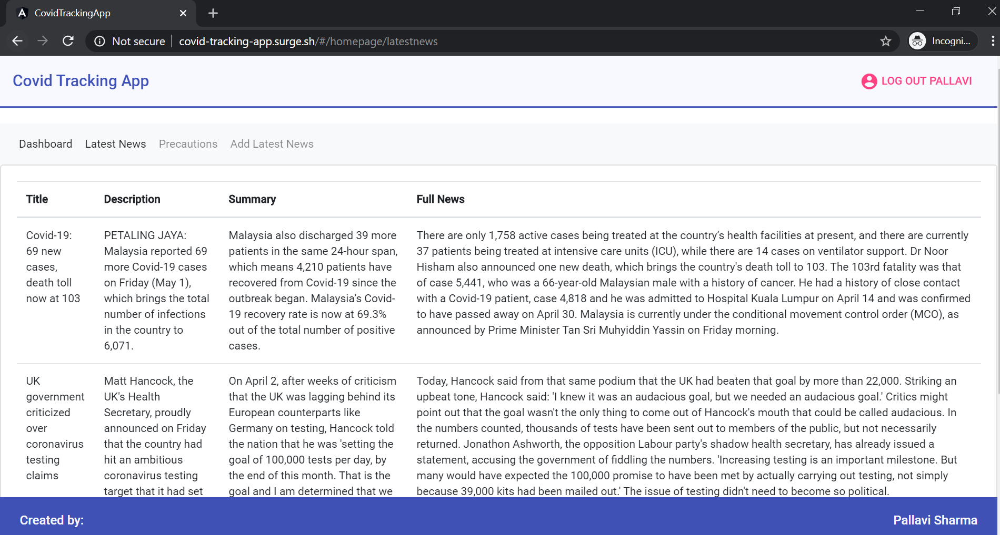 CovidTrackingApp
Not secure
covid-tracking-app.surge.sh/#/homepage/latestnews
Incogni...
Covid Tracking App
LOG OUT PALLAVI
Dashboard
Latest News
Precautions
Add Latest News
Title
Description
Summary
Full News
Covid-19:
69 new
cases,
death toll
now at 103
PETALING JAYA:
Malaysia reported 69
more Covid-19 cases
on Friday (May 1),
which brings the total
number of infections
in the country to
6,071.
Malaysia also discharged 39 more
patients in the same 24-hour span,
which means 4,210 patients have
recovered from Covid-19 since the
outbreak began. Malaysia’s Covid-
19 recovery rate is now at 69.3%
out of the total number of positive
cases.
There are only 1,758 active cases being treated at the country’s health facilities at present, and there are currently
37 patients being treated at intensive care units (ICU), while there are 14 cases on ventilator support. Dr Noor
Hisham also announced one new death, which brings the country's death toll to 103. The 103rd fatality was that
of case 5,441, who was a 66-year-old Malaysian male with a history of cancer. He had a history of close contact
with a Covid-19 patient, case 4,818 and he was admitted to Hospital Kuala Lumpur on April 14 and was confirmed
to have passed away on April 30. Malaysia is currently under the conditional movement control order (MCO), as
announced by Prime Minister Tan Sri Muhyiddin Yassin on Friday morning.
UK
government
criticized
over
coronavirus
testing
claims
Matt Hancock, the
UK's Health
Secretary, proudly
announced on Friday
that the country had
hit an ambitious
coronavirus testing
target that it had set
On April 2, after weeks of criticism
that the UK was lagging behind its
European counterparts like
Germany on testing, Hancock told
the nation that he was 'setting the
goal of 100,000 tests per day, by
the end of this month. That is the
goal and I am determined that we
Today, Hancock said from that same podium that the UK had beaten that goal by more than 22,000. Striking an
upbeat tone, Hancock said: 'I knew it was an audacious goal, but we needed an audacious goal.' Critics might
point out that the goal wasn't the only thing to come out of Hancock's mouth that could be called audacious. In
the numbers counted, thousands of tests have been sent out to members of the public, but not necessarily
returned. Jonathon Ashworth, the opposition Labour party's shadow health secretary, has already issued a
statement, accusing the government of fiddling the numbers. 'Increasing testing is an important milestone. But
many would have expected the 100,000 promise to have been met by actually carrying out testing, not simply
because 39,000 kits had been mailed out.' The issue of testing didn't need to become so political.
Created by:
Pallavi Sharma